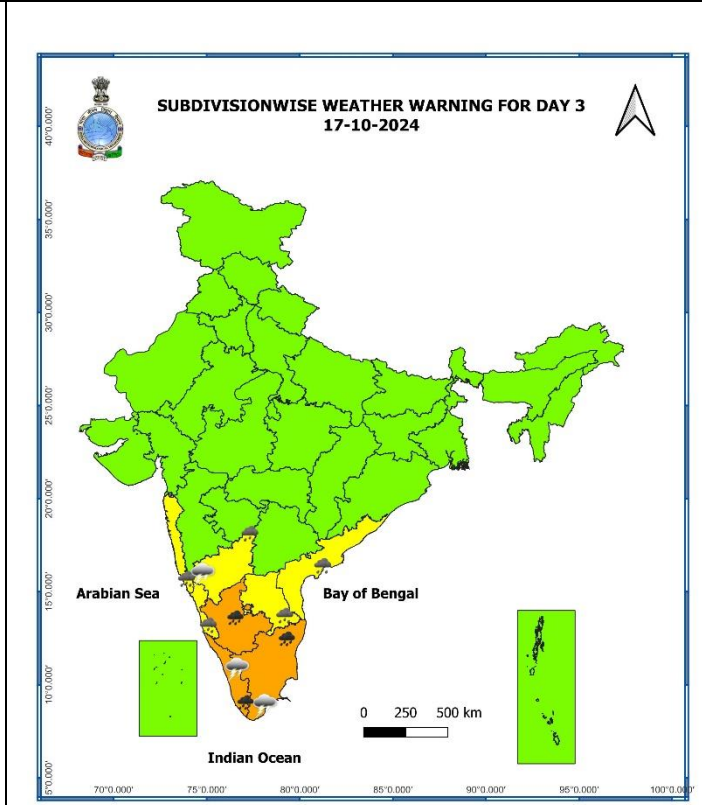 SUBDIVISIONWISE WEATHER WARNING FOR DAY 3
17-10-2024
40°0.000'
35°0.000'
30°0.000'
25°0.000'
20°0.000'
15°0.000'
10°0.000'
5°0.000'
Arabian Sea
Bay of Bengal
0 250 500 km
Indian Ocean
70°0.000' 75°0.000' 80°0.000' 85°0.000' 90°0.000' 95°0.000' 100°0.000'